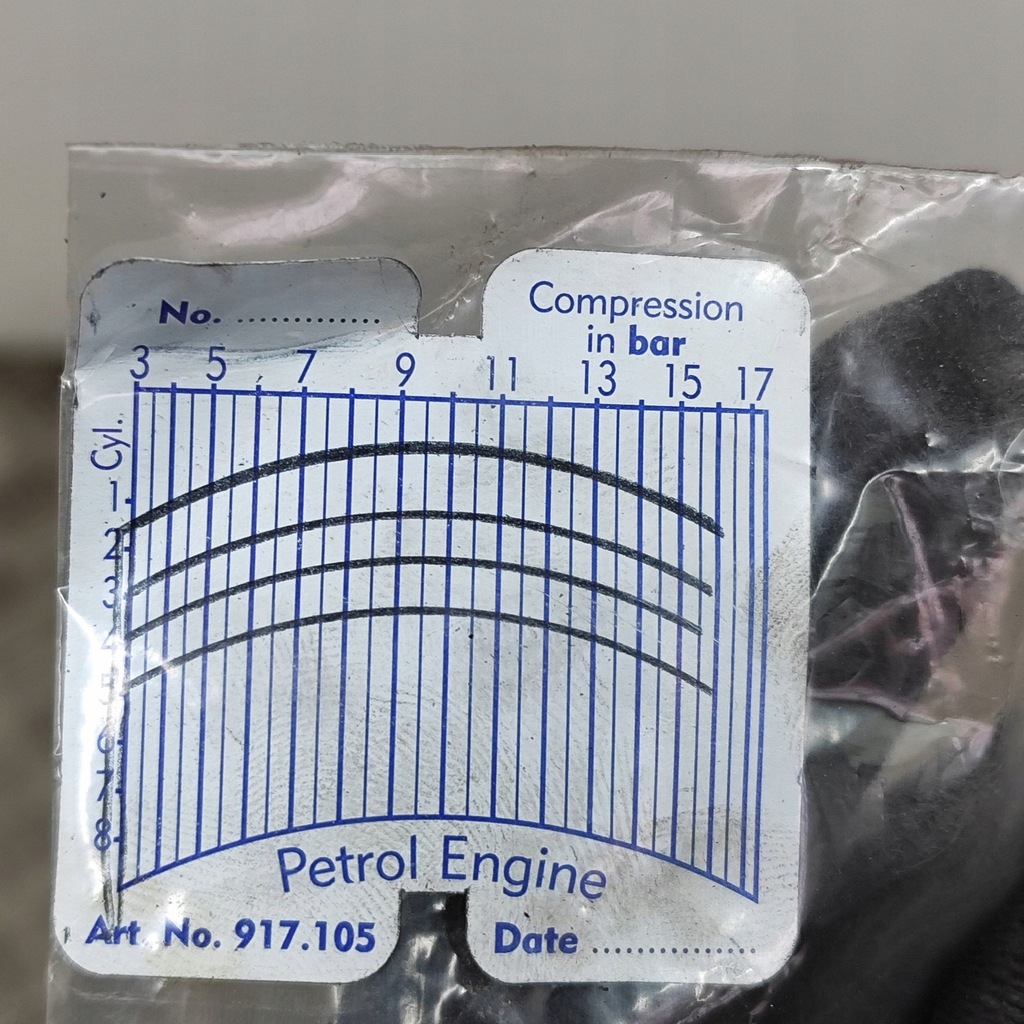 No. ...............
Compression
in bar
3 5 7 9 11 13 15 17
Cyl.
1
2
3
4
5
6
7
8
Petrol Engine
Art. No. 917.105
Date ...............